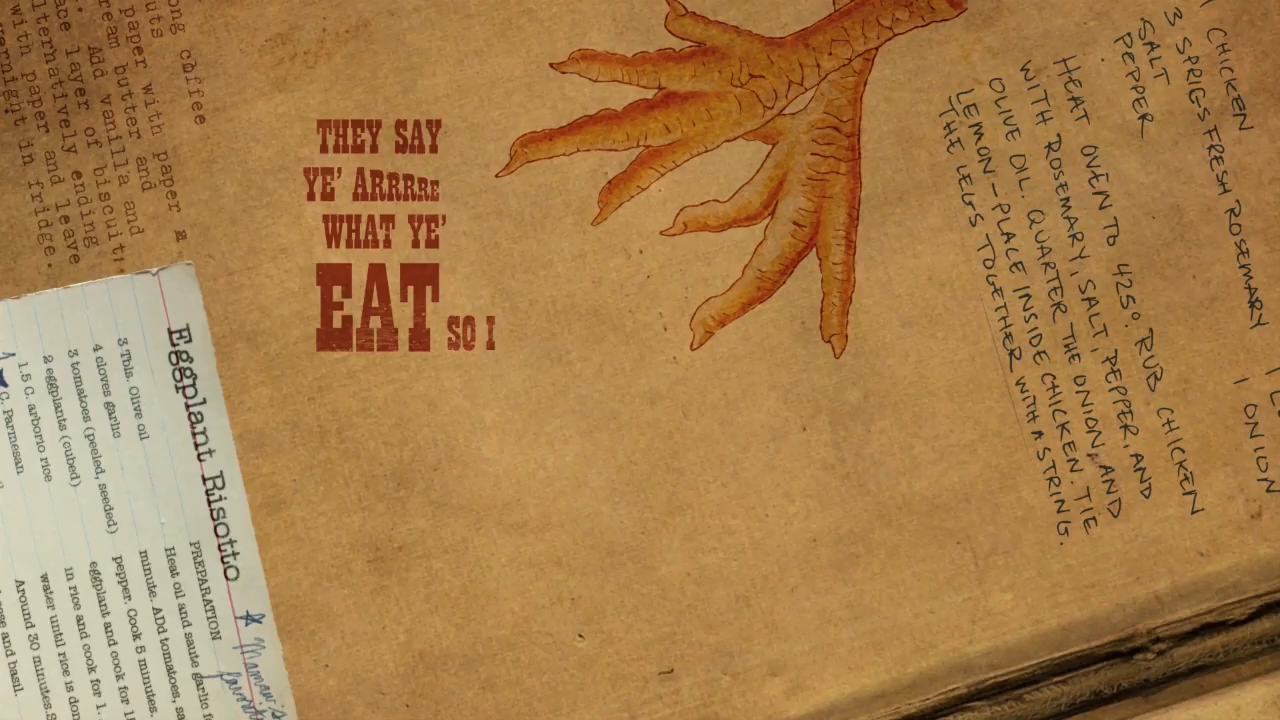 THEY SAY
YE' ARRRRE
WHAT YE'
EAT SO I
ong coffee
uts
paper with paper
ream butter and
Add vanilla and
ace layer of biscuit
lternatively ending
with paper and leave
vernight in fridge.
Eggplant Risotto
3 Tbls. Olive oil
4 cloves garlic
3 tomatoes (peeled, seeded)
2 eggplants (cubed)
1.5 C. arborio rice
C. Parmesan
PREPARATION
Heat oil and saute garlic
minute. ADd tomatoes,
pepper. Cook 5 minutes.
eggplant and cook for
in rice and cook for 1
water until rice is
Around 30 minutes.
and basil.
Mamaw's
favorite
CHICKEN
3 SPRIGS FRESH ROSEMARY
SALT
PEPPER
1 ONION
HEAT OVEN TO 425°. RUB CHICKEN
WITH ROSEMARY, SALT, PEPPER, AND
OLIVE OIL. QUARTER THE ONION, AND
LEMON - PLACE INSIDE CHICKEN. TIE
THE LEGS TOGETHER WITH A STRING.